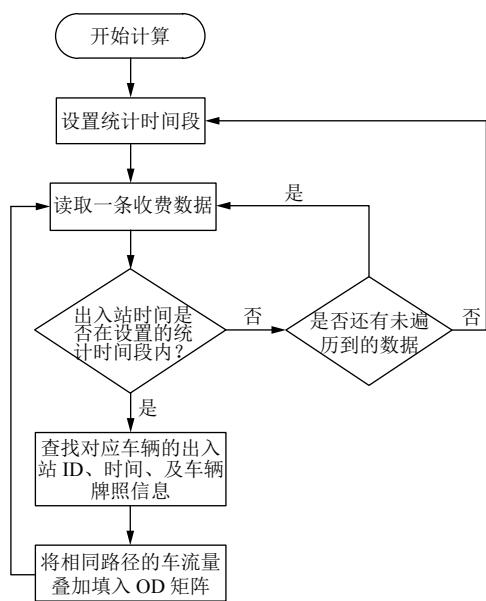 开始计算
设置统计时间段
读取一条收费数据
是
出入站时间是
否在设置的统
计时间段内？
否
是否还有未遍
历到的数据
否
是
查找对应车辆的出入
站 ID、时间、及车辆
牌照信息
将相同路径的车流量
叠加填入 OD 矩阵